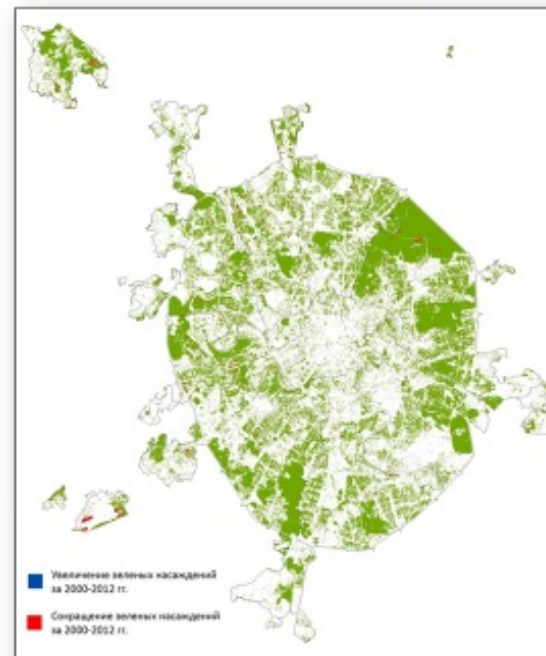 Увеличение зеленых насаждений
за 2000-2012 гг.
Сокращение зеленых насаждений
за 2000-2012 гг.